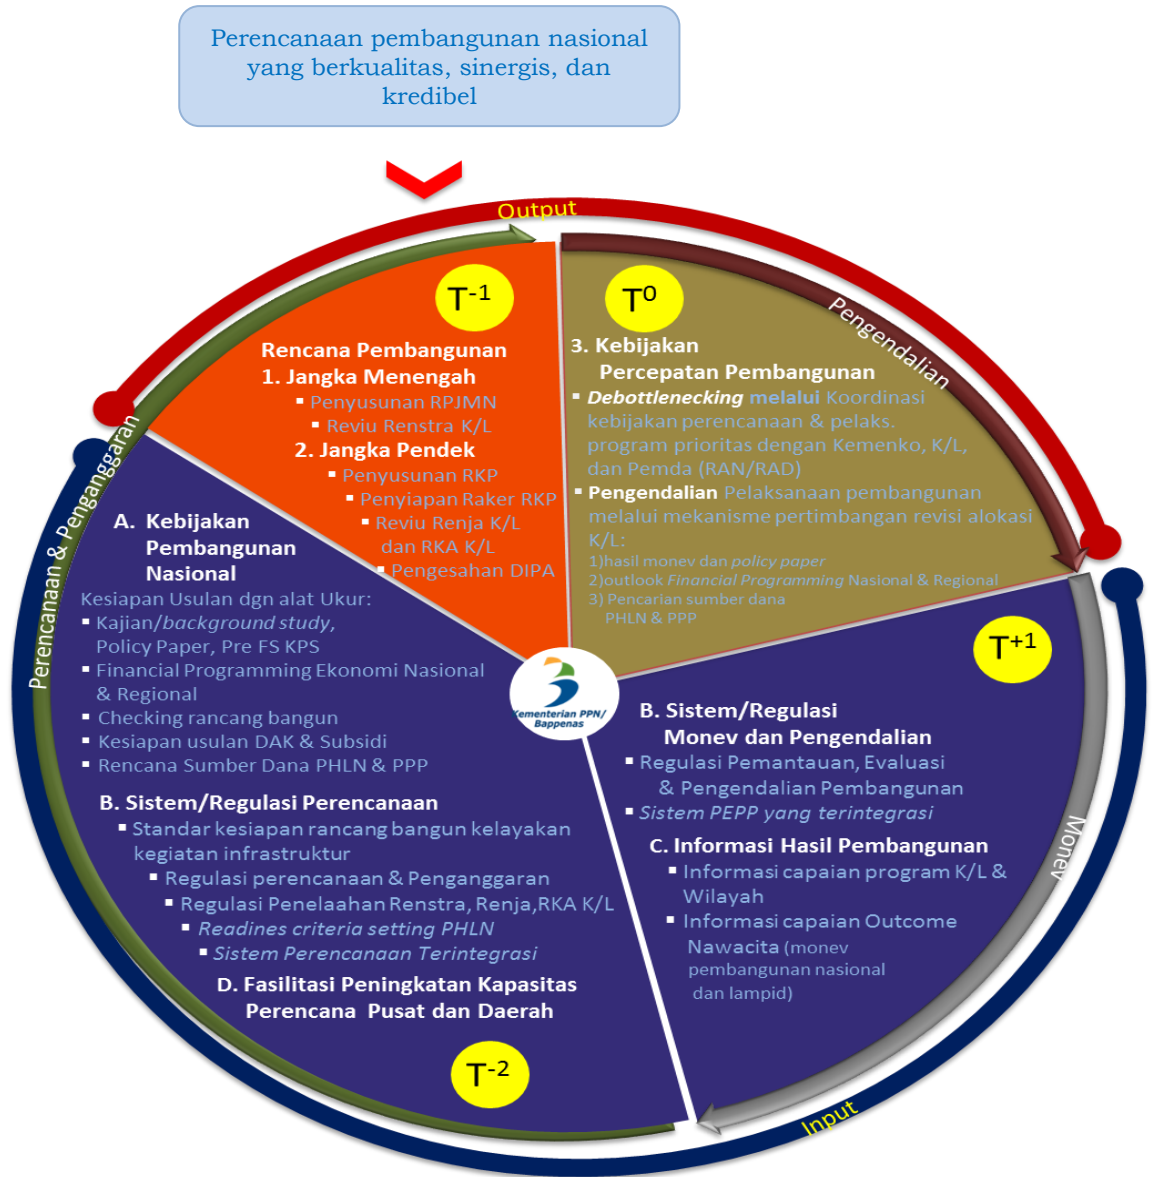 Perencanaan pembangunan nasional
yang berkualitas, sinergis, dan
kredibel
Output
T-1
Rencana Pembangunan
1. Jangka Menengah
▪ Penyusunan RPJMN
▪ Reviu Renstra K/L
2. Jangka Pendek
▪ Penyusunan RKP
▪ Penyiapan Raker RKP
▪ Reviu Renja K/L
dan RKA K/L
▪ Pengesahan DIPA
T0
Pengendalian
3. Kebijakan
Percepatan Pembangunan
▪ Debottlenecking melalui Koordinasi
kebijakan perencanaan & pelaks.
program prioritas dengan Kemenko, K/L,
dan Pemda (RAN/RAD)
▪ Pengendalian Pelaksanaan pembangunan
melalui mekanisme pertimbangan revisi alokasi
K/L:
1)hasil monev dan policy paper
2)outlook Financial Programming Nasional & Regional
3) Pencarian sumber dana
PHLN & PPP
Perencanaan & Penganggaran
A. Kebijakan
Pembangunan
Nasional
Kesiapan Usulan dgn alat Ukur:
▪ Kajian/background study,
Policy Paper, Pre FS KPS
▪ Financial Programming Ekonomi Nasional
& Regional
▪ Checking rancang bangun
▪ Kesiapan usulan DAK & Subsidi
▪ Rencana Sumber Dana PHLN & PPP
B. Sistem/Regulasi Perencanaan
▪ Standar kesiapan rancang bangun kelayakan
kegiatan infrastruktur
▪ Regulasi perencanaan & Penganggaran
▪ Regulasi Penelaahan Renstra, Renja,RKA K/L
▪ Readines criteria setting PHLN
▪ Sistem Perencanaan Terintegrasi
D. Fasilitasi Peningkatan Kapasitas
Perencana Pusat dan Daerah
T-2
Kementerian PPN/
Bappenas
T+1
B. Sistem/Regulasi
Monev dan Pengendalian
▪ Regulasi Pemantauan, Evaluasi
& Pengendalian Pembangunan
▪ Sistem PEPP yang terintegrasi
C. Informasi Hasil Pembangunan
▪ Informasi capaian program K/L &
Wilayah
▪ Informasi capaian Outcome
Nawacita (monev
pembangunan nasional
dan lampid)
Monev
Input